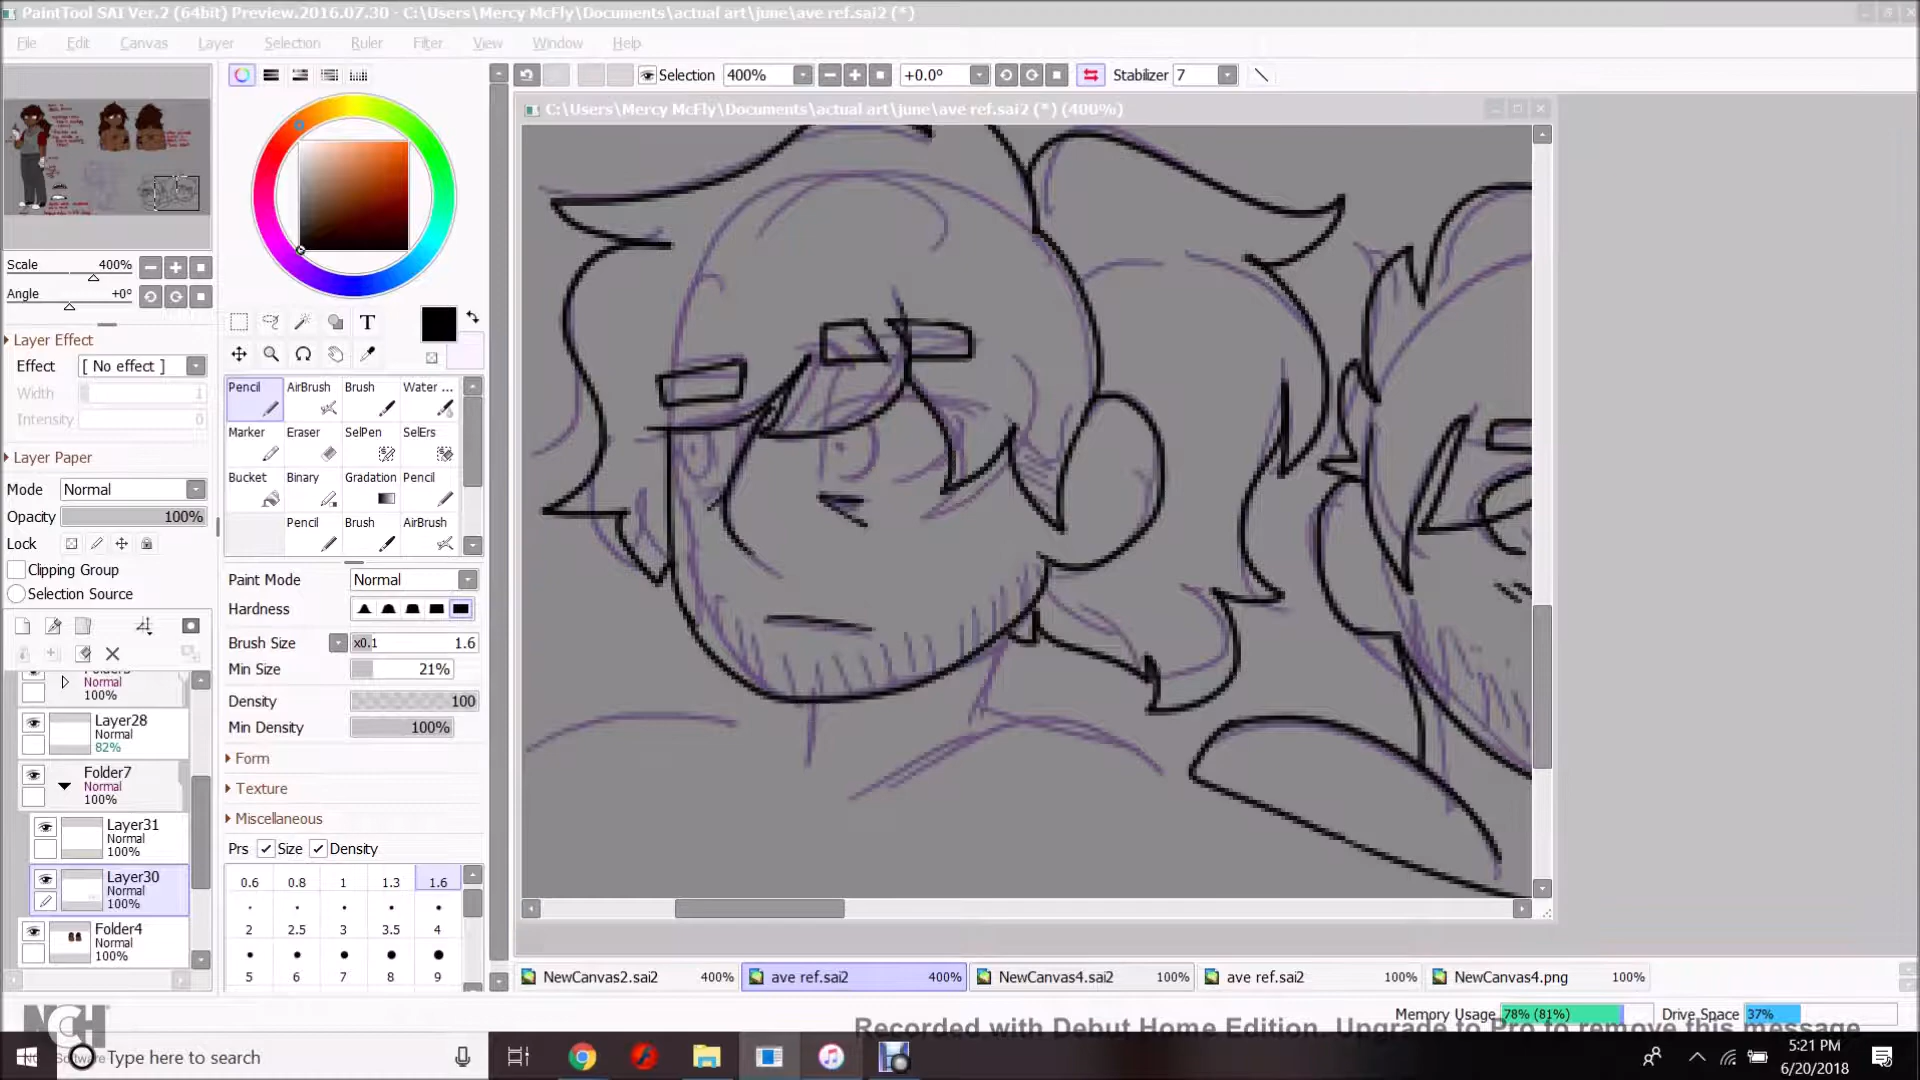 PaintTool SAI Ver.2 (64bit) Preview.2016.07.30 - C:\Users\Mercy McFly\Documents\actual art\june\ave ref.sai2 (*)
File Edit Canvas Layer Selection Ruler Filter View Window Help
Selection 400% +0.0° Stabilizer 7
C:\Users\Mercy McFly\Documents\actual art\june\ave ref.sai2 (*) (400%)
Scale 400%
Angle +0°
Layer Effect
Effect [ No effect ]
Width 1
Intensity 0
Layer Paper
Mode Normal
Opacity 100%
Lock
Clipping Group
Selection Source
Normal
100%
Layer28
Normal
82%
Folder7
Normal
100%
Layer31
Normal
100%
Layer30
Normal
100%
Folder4
Normal
100%
T
Pencil AirBrush Brush Water ...
Marker Eraser SelPen SelErs
Bucket Binary Gradation Pencil
Pencil Brush AirBrush
Paint Mode Normal
Hardness
Brush Size x0.1 1.6
Min Size 21%
Density 100
Min Density 100%
Form
Texture
Miscellaneous
Prs Size Density
0.6 0.8 1 1.3 1.6
2 2.5 3 3.5 4
5 6 7 8 9
NewCanvas2.sai2 400% ave ref.sai2 400% NewCanvas4.sai2 100% ave ref.sai2 100% NewCanvas4.png 100%
Memory Usage 78% (81%) Drive Space 37%
Recorded with Debut Home Edition. Upgrade to Pro to remove this message
NCH
Software
Type here to search
5:21 PM
6/20/2018